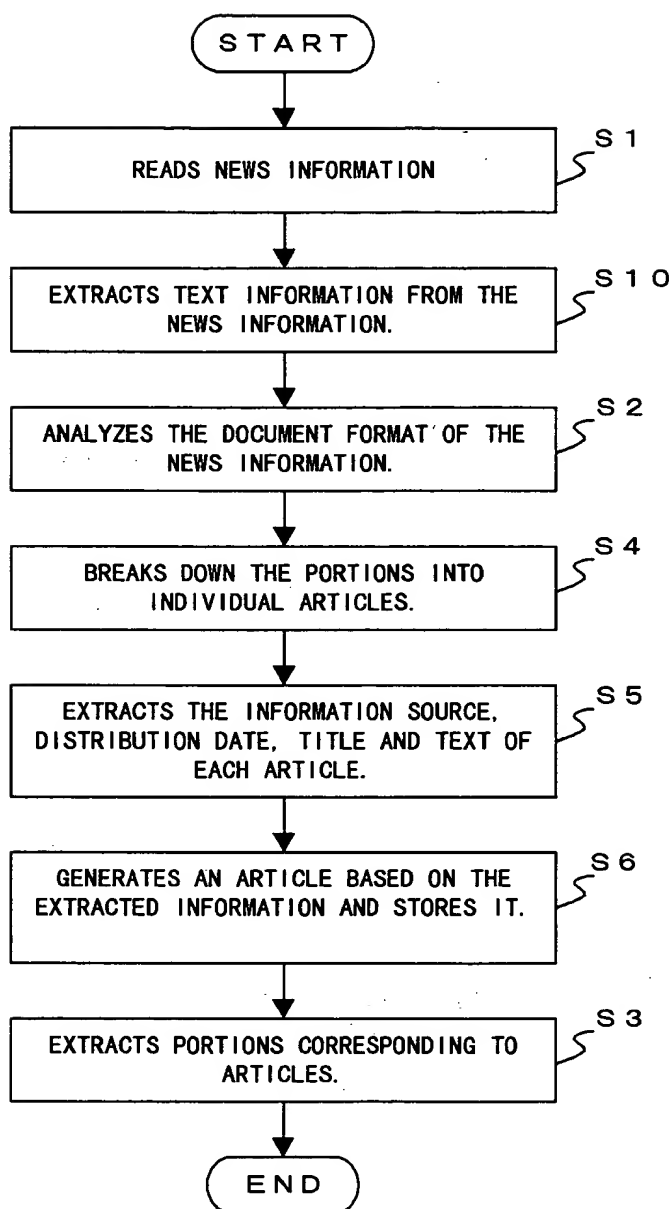 START
S1
READS NEWS INFORMATION
S10
EXTRACTS TEXT INFORMATION FROM THE
NEWS INFORMATION.
S2
ANALYZES THE DOCUMENT FORMAT OF THE
NEWS INFORMATION.
S4
BREAKS DOWN THE PORTIONS INTO
INDIVIDUAL ARTICLES.
S5
EXTRACTS THE INFORMATION SOURCE,
DISTRIBUTION DATE, TITLE AND TEXT OF
EACH ARTICLE.
S6
GENERATES AN ARTICLE BASED ON THE
EXTRACTED INFORMATION AND STORES IT.
S3
EXTRACTS PORTIONS CORRESPONDING TO
ARTICLES.
END